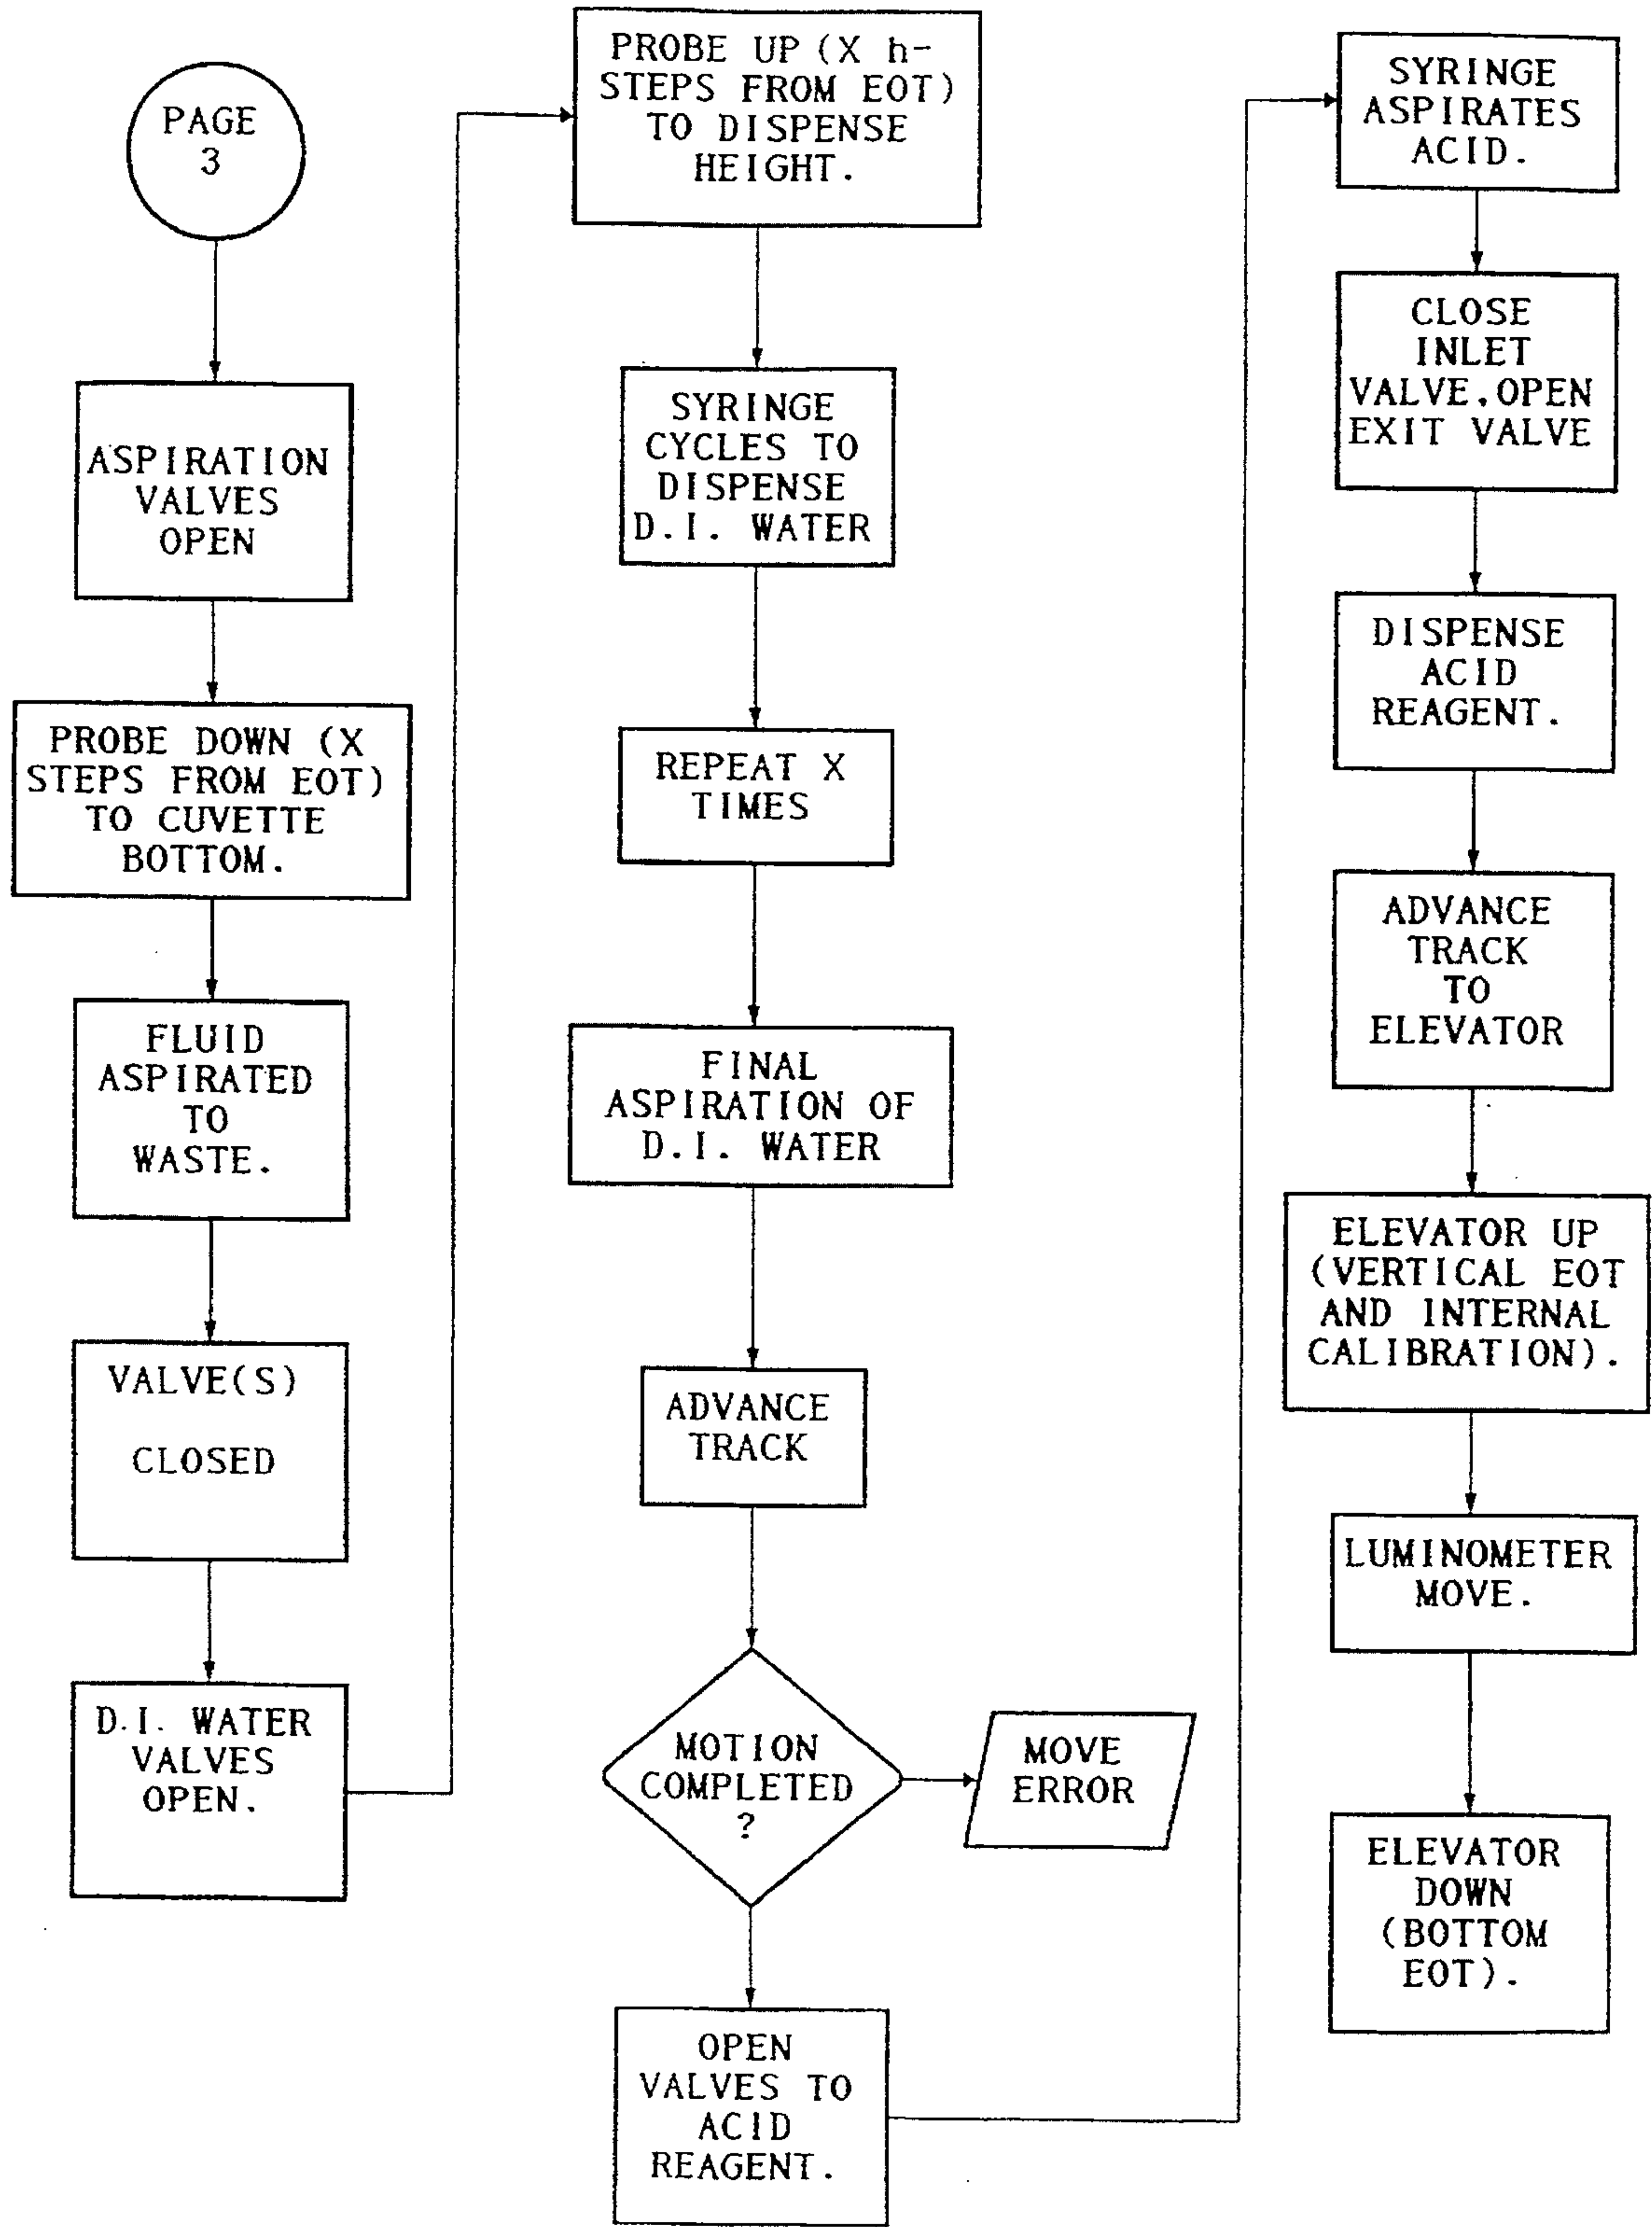 PAGE
3
ASPIRATION
VALVES
OPEN
PROBE DOWN (X
STEPS FROM EOT)
TO CUVETTE
BOTTOM.
FLUID
ASPIRATED
TO
WASTE.
VALVE(S)
CLOSED
D.I. WATER
VALVES
OPEN.
PROBE UP (X h-
STEPS FROM EOT)
TO DISPENSE
HEIGHT.
SYRINGE
CYCLES TO
DISPENSE
D.I. WATER
REPEAT X
TIMES
FINAL
ASPIRATION OF
D.I. WATER
ADVANCE
TRACK
MOTION
COMPLETED
?
MOVE
ERROR
OPEN
VALVES TO
ACID
REAGENT.
SYRINGE
ASPIRATES
ACID.
CLOSE
INLET
VALVE.OPEN
EXIT VALVE
DISPENSE
ACID
REAGENT.
ADVANCE
TRACK
TO
ELEVATOR
ELEVATOR UP
(VERTICAL EOT
AND INTERNAL
CALIBRATION).
LUMINOMETER
MOVE.
ELEVATOR
DOWN
(BOTTOM
EOT).